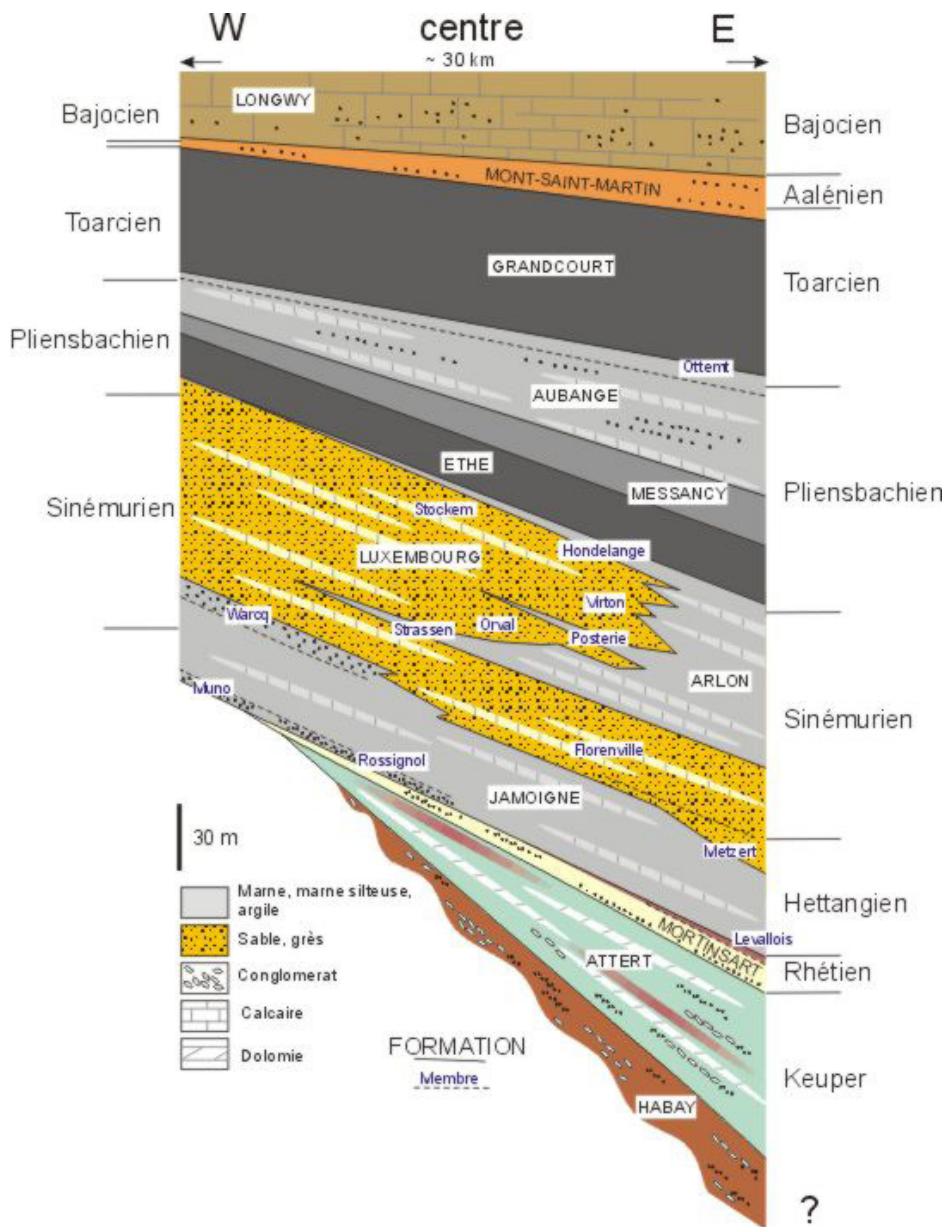 W centre E
~ 30 km
LONGWY
Bajocien
Bajocien
MONT-SAINT-MARTIN
Aalénien
Toarcien
GRANDCOURT
Toarcien
Pliensbachien
Ottemt
AUBANGE
ETHE
MESSANCY
Pliensbachien
Sinémurien
Stockem
Hondelange
LUXEMBOURG
Virton
Warcq
Strassen
Orval
Posterie
ARLON
Muno
Sinémurien
Florenville
Rossignol
JAMOIGNE
Metzert
30 m
Hettangien
Levallois
MORTINSART
Rhétien
ATTERT
Keuper
HABAY
?
Marne, marne silteuse,
argile
Sable, grès
Conglomerat
Calcaire
Dolomie
FORMATION
Membre